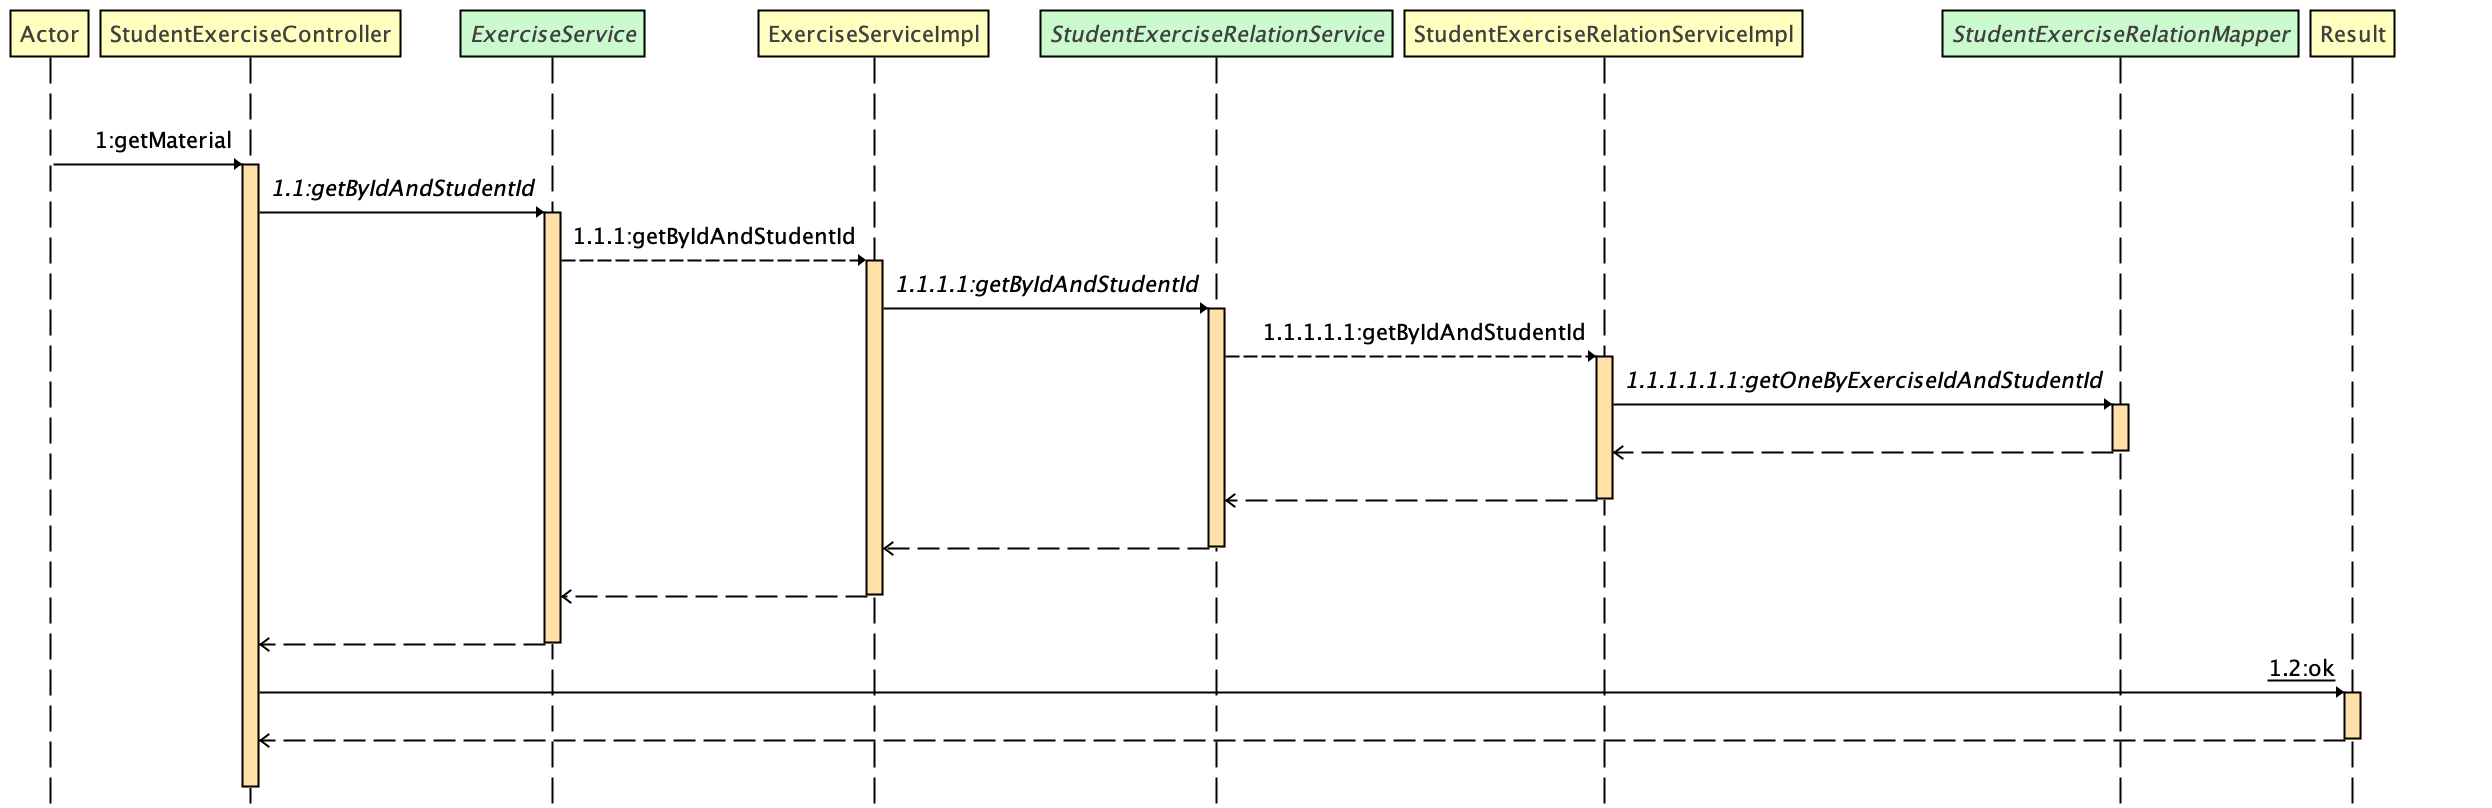 Actor
StudentExerciseController
ExerciseService
ExerciseServiceImpl
StudentExerciseRelationService
StudentExerciseRelationServiceImpl
StudentExerciseRelationMapper
Result
1:getMaterial
1.1:getByIdAndStudentId
1.1.1:getByIdAndStudentId
1.1.1.1:getByIdAndStudentId
1.1.1.1.1:getByIdAndStudentId
1.1.1.1.1.1:getOneByExerciseIdAndStudentId
1.2:ok